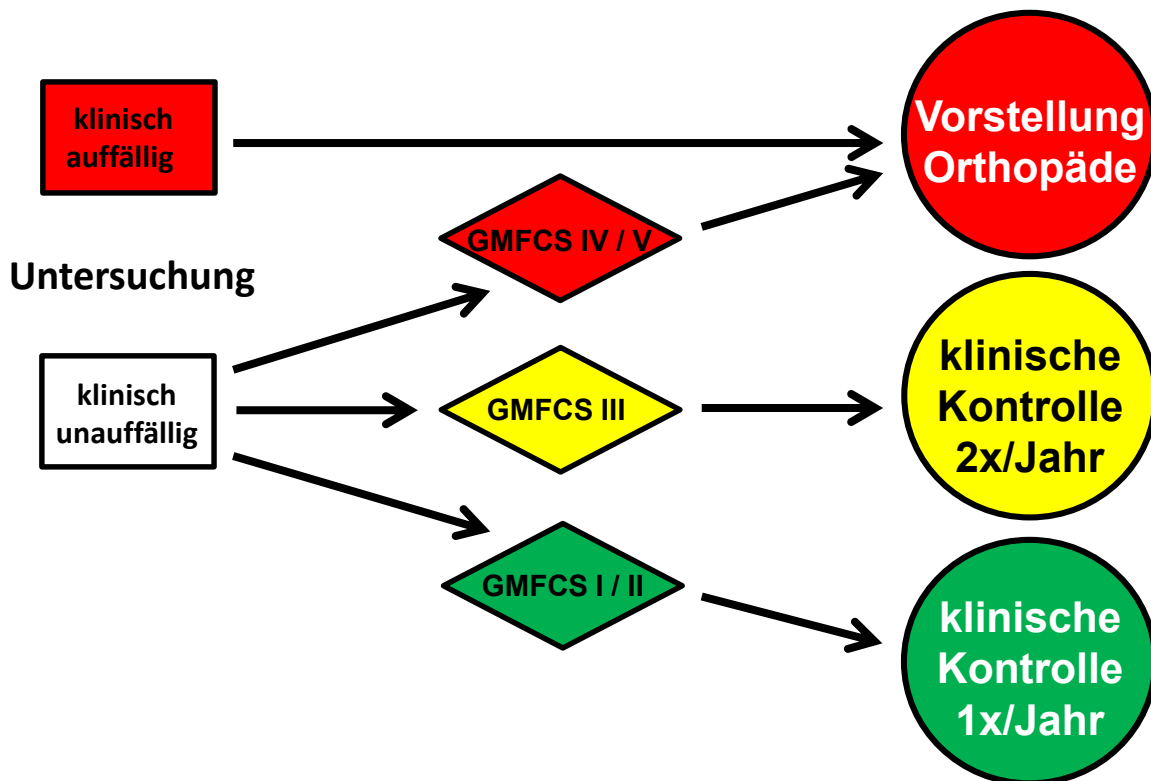 klinisch
auffällig
Vorstellung
Orthopäde
GMFCS IV / V
Untersuchung
klinisch
unauffällig
GMFCS III
klinische
Kontrolle
2x/Jahr
GMFCS I / II
klinische
Kontrolle
1x/Jahr